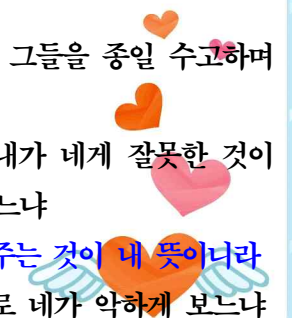 그들을 종일 수고하며
내가 네게 잘못한 것이
느냐
주는 것이 내 뜻이니라
로 네가 악하게 보느냐